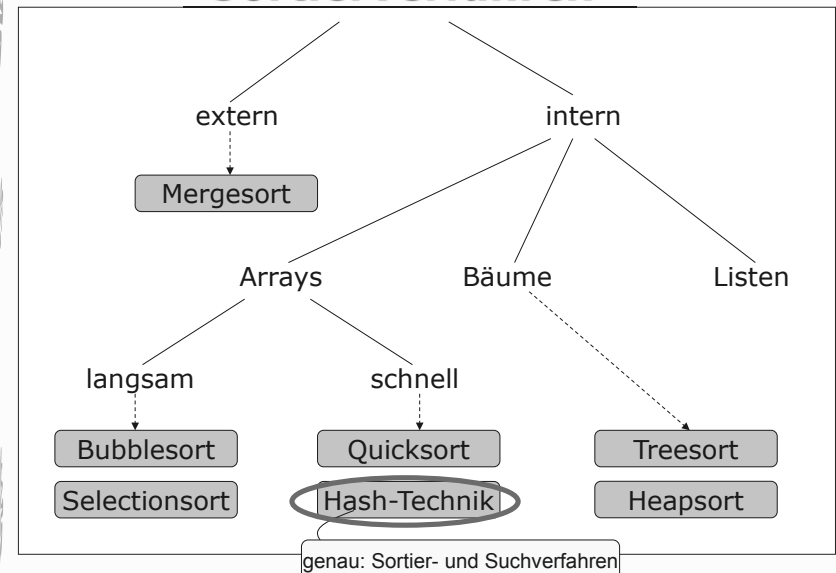 extern
intern
Mergesort
Arrays
Bäume
Listen
langsam
schnell
Bubblesort
Quicksort
Treesort
Selectionsort
Hash-Technik
Heapsort
genau: Sortier- und Suchverfahren